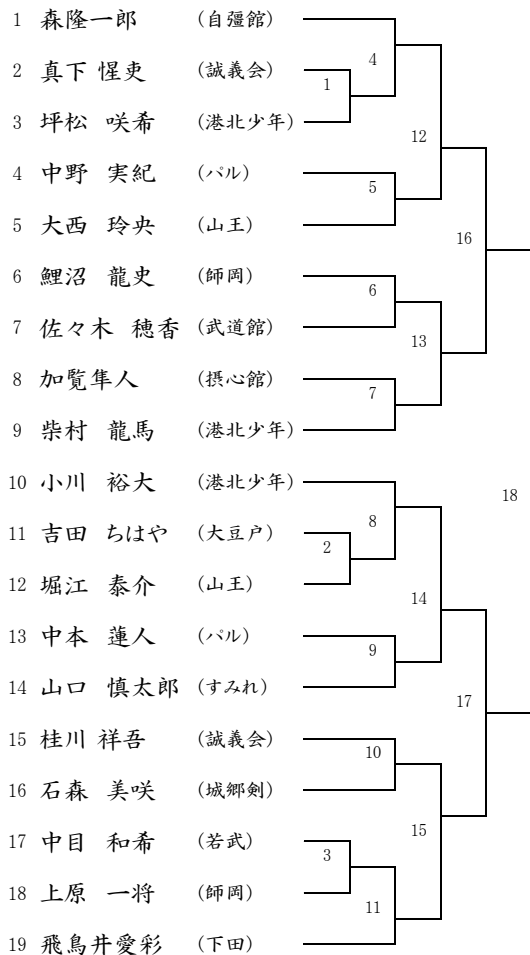 1 森隆一郎 (自彊館)
2 真下 惺吏 (誠義会)
3 坪松 咲希 (港北少年)
4 中野 実紀 (パル)
5 大西 玲央 (山王)
6 鯉沼 龍史 (師岡)
7 佐々木 穂香 (武道館)
8 加覧隼人 (摂心館)
9 柴村 龍馬 (港北少年)
10 小川 裕大 (港北少年)
11 吉田 ちはや (大豆戸)
12 堀江 泰介 (山王)
13 中本 蓮人 (パル)
14 山口 慎太郎 (すみれ)
15 桂川 祥吾 (誠義会)
16 石森 美咲 (城郷剣)
17 中目 和希 (若武)
18 上原 一将 (師岡)
19 飛鳥井愛彩 (下田)
1
4
12
5
16
6
13
7
18
8
2
14
9
17
10
15
3
11